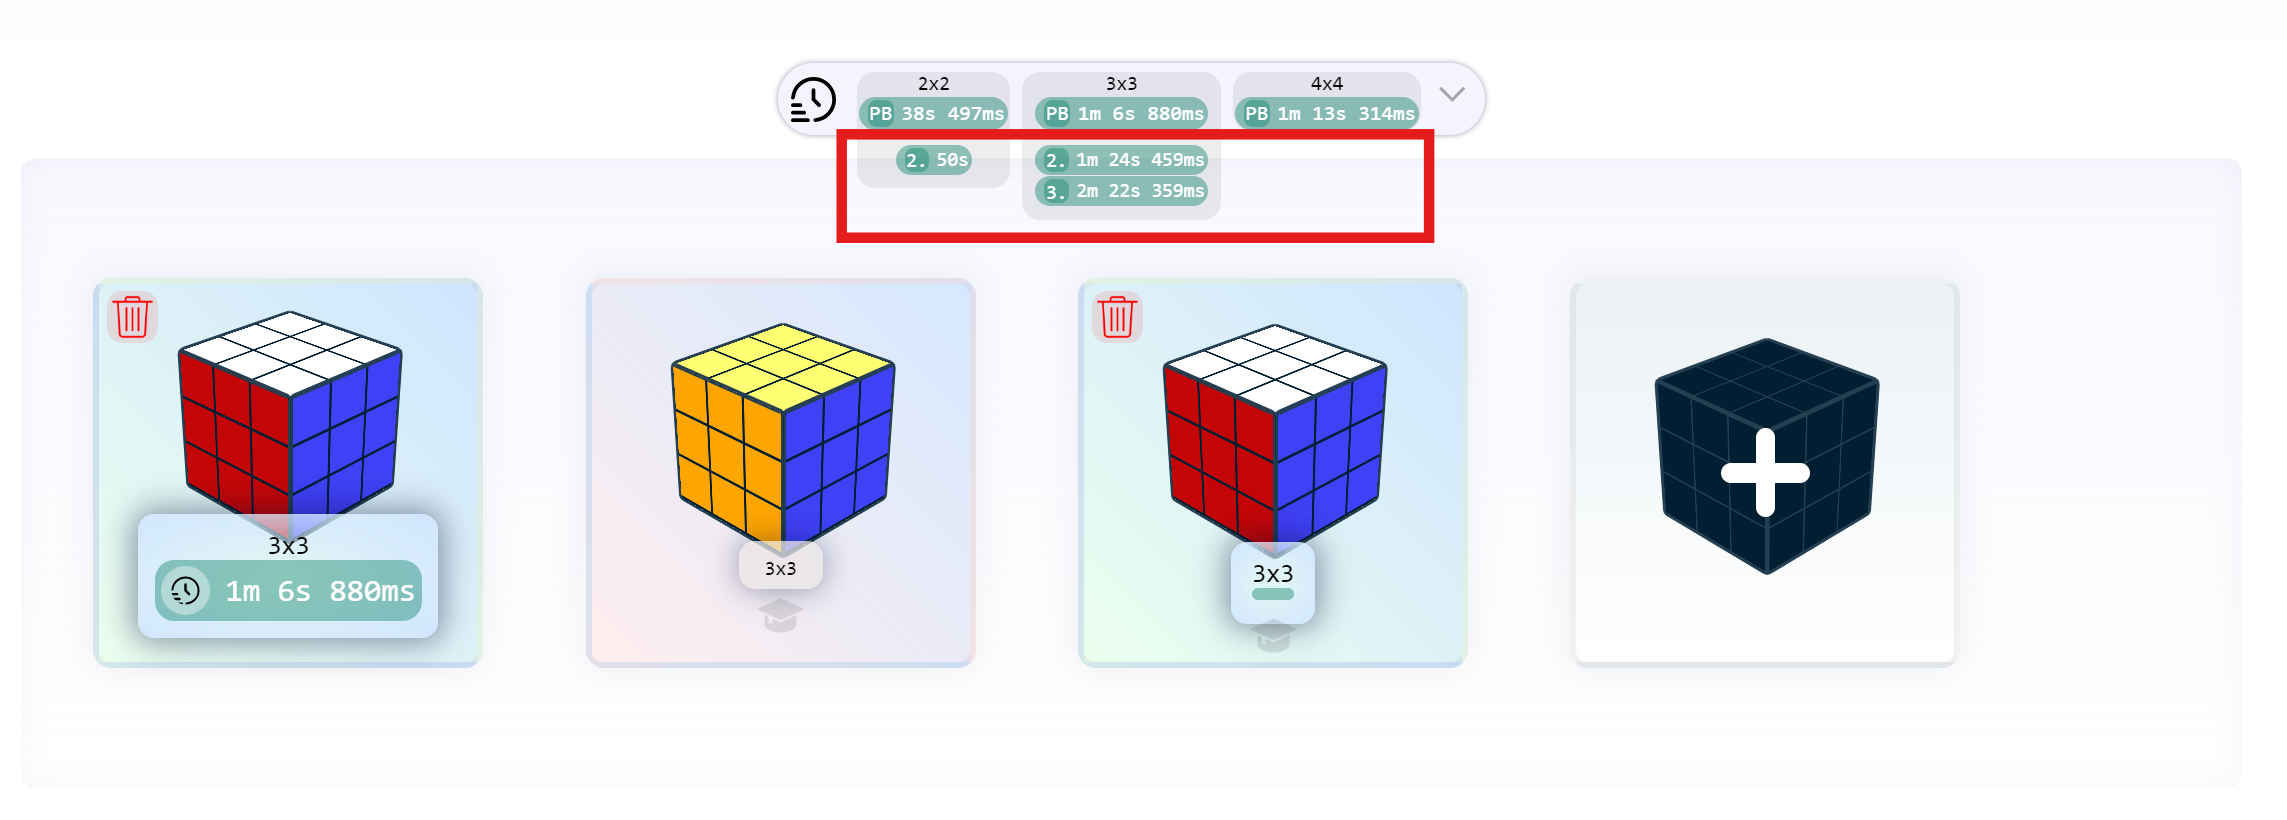 2x2 3x3 4x4
PB 38s 497ms PB 1m 6s 880ms PB 1m 13s 314ms
2. 50s 2. 1m 24s 459ms
3. 2m 22s 359ms
3x3
1m 6s 880ms
3x3
3x3